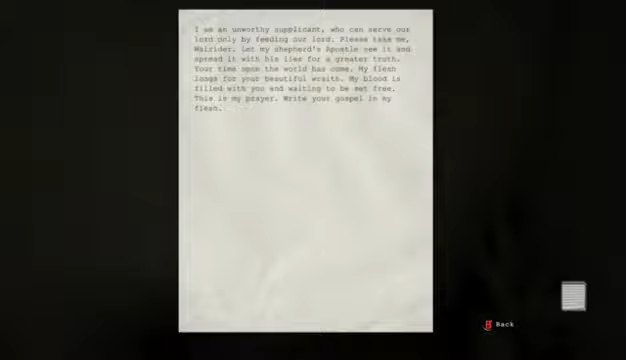 I am an unworthy supplicant, who can serve our
lord only by feeding our lord. Please take me,
Walrider. Let my shepherd's Apostle see it and
spread it with his lies for a greater truth.
Your time upon the world has come. My flesh
longs for your beautiful wraith. My blood is
filled with you and waiting to be set free.
This is my prayer. Write your gospel in my
flesh.
Back